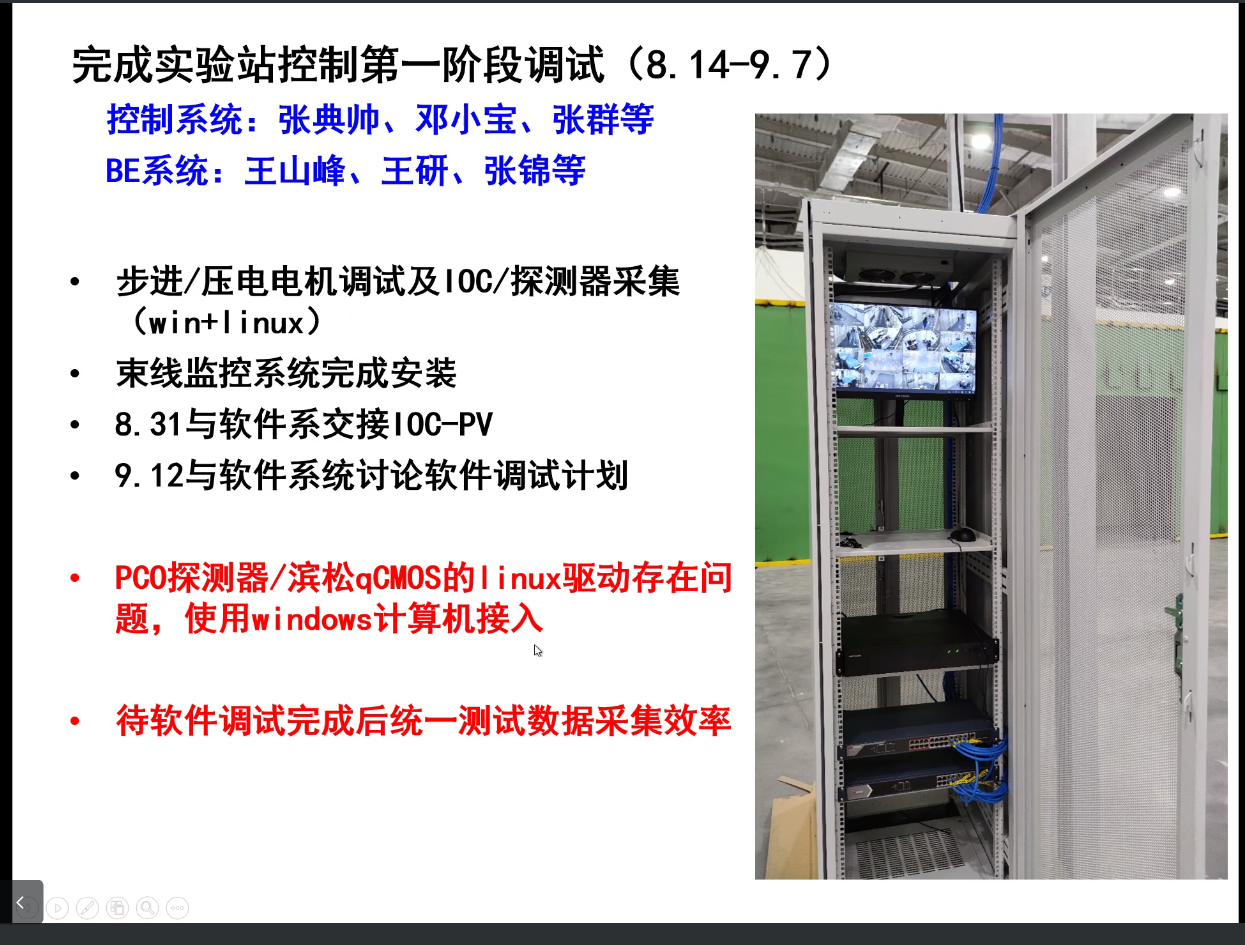 完成实验站控制第一阶段调试（8.14-9.7）
控制系统：张典帅、邓小宝、张群等
BE系统：王山峰、王研、张锦等
• 步进/压电电机调试及IOC/探测器采集
（win+linux）
• 束线监控系统完成安装
• 8.31与软件系交接IOC-PV
• 9.12与软件系统讨论软件调试计划
• PCO探测器/滨松qCMOS的linux驱动存在问
题，使用windows计算机接入
• 待软件调试完成后统一测试数据采集效率